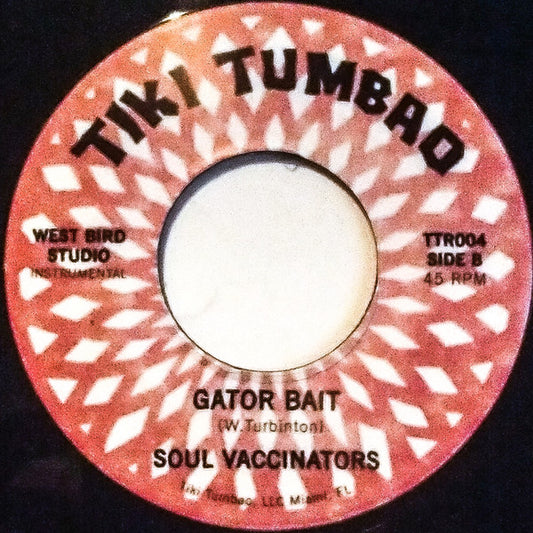 TIKI TUMBAO
WEST BIRD
STUDIO
INSTRUMENTAL
TTR004
SIDE B
45 RPM
GATOR BAIT
(W.Turbinton)
SOUL VACCINATORS
Tiki Tumbao, LLC Miami, FL